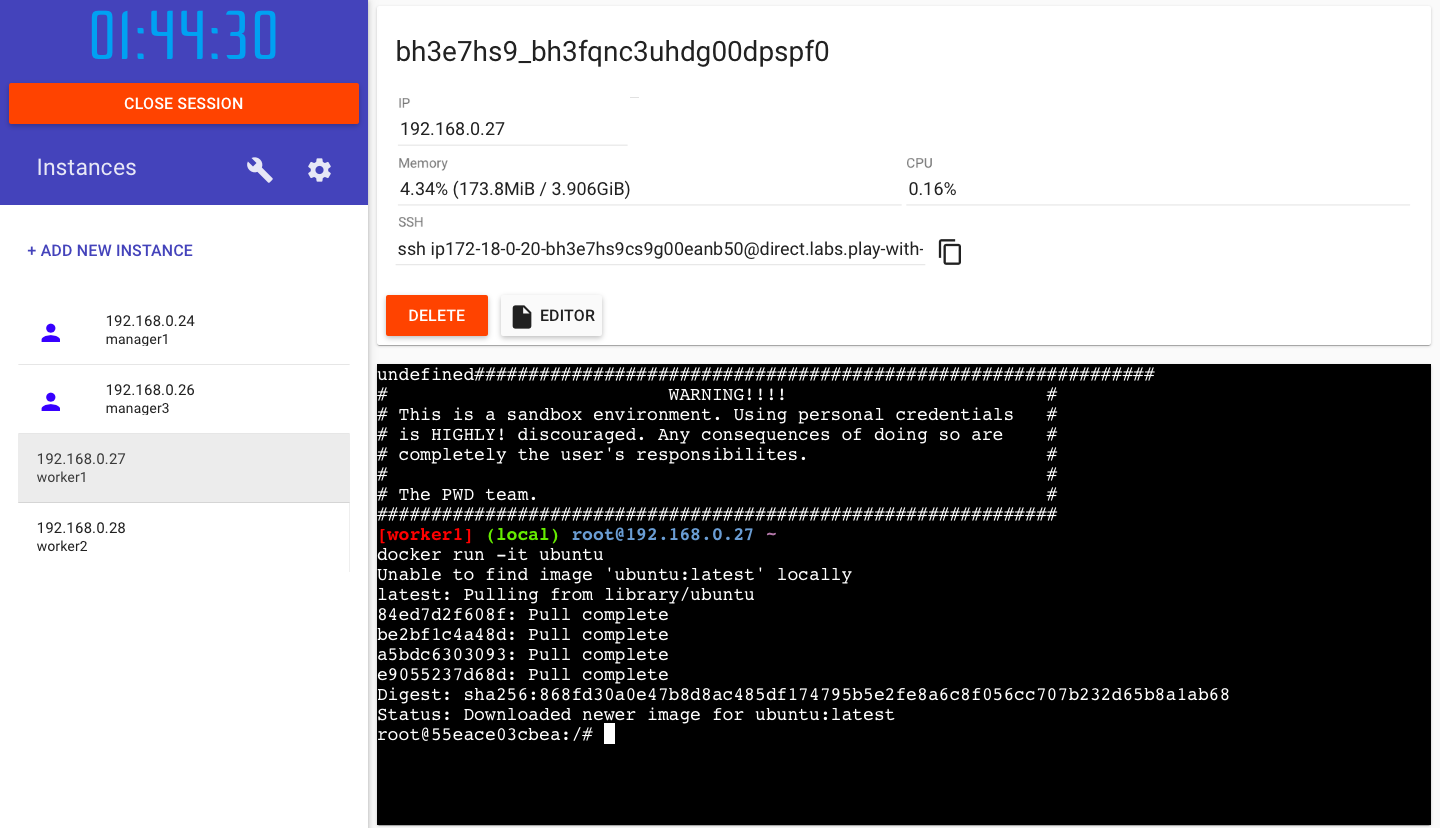 01:44:30
CLOSE SESSION
Instances
+ ADD NEW INSTANCE
192.168.0.24
manager1
192.168.0.26
manager3
192.168.0.27
worker1
192.168.0.28
worker2
bh3e7hs9_bh3fqnc3uhdg00dpspf0
IP
192.168.0.27
Memory
4.34% (173.8MiB / 3.906GiB)
CPU
0.16%
SSH
ssh ip172-18-0-20-bh3e7hs9cs9g00eanb50@direct.labs.play-with-
DELETE
EDITOR
undefined###############################################################
#                          WARNING!!!!                        #
# This is a sandbox environment. Using personal credentials   #
# is HIGHLY! discouraged. Any consequences of doing so are    #
# completely the user's responsibilites.                      #
#                                                             #
# The PWD team.                                               #
###############################################################
[worker1] (local) root@192.168.0.27 ~
docker run -it ubuntu
Unable to find image 'ubuntu:latest' locally
latest: Pulling from library/ubuntu
84ed7d2f608f: Pull complete
be2bf1c4a48d: Pull complete
a5bdc6303093: Pull complete
e9055237d68d: Pull complete
Digest: sha256:868fd30a0e47b8d8ac485df174795b5e2fe8a6c8f056cc707b232d65b8a1ab68
Status: Downloaded newer image for ubuntu:latest
root@55eace03cbea:/#